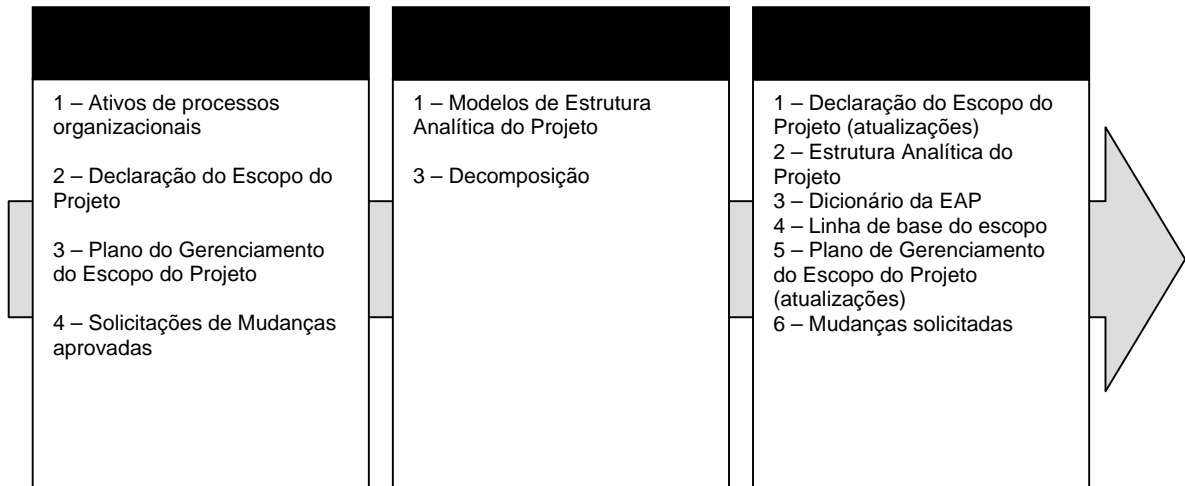 1 – Ativos de processos
organizacionais
2 – Declaração do Escopo do
Projeto
3 – Plano do Gerenciamento
do Escopo do Projeto
4 – Solicitações de Mudanças
aprovadas
1 – Modelos de Estrutura
Analítica do Projeto
3 – Decomposição
1 – Declaração do Escopo do
Projeto (atualizações)
2 – Estrutura Analítica do
Projeto
3 – Dicionário da EAP
4 – Linha de base do escopo
5 – Plano de Gerenciamento
do Escopo do Projeto
(atualizações)
6 – Mudanças solicitadas